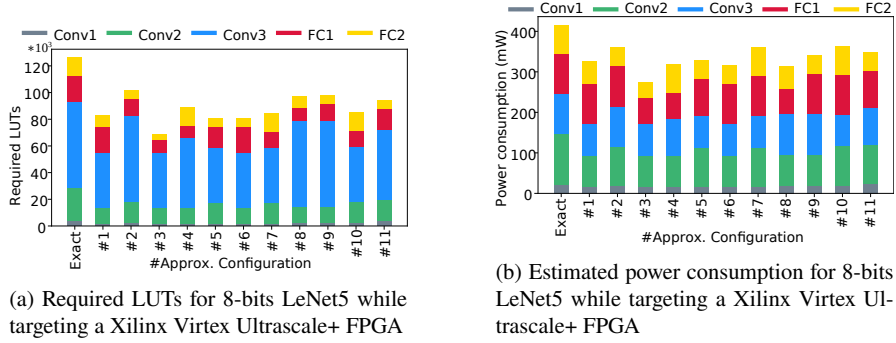 Conv1 Conv2 Conv3 FC1 FC2
*10³
Required LUTs
120
100
80
60
40
20
0
Exact #1 #2 #3 #4 #5 #6 #7 #8 #9 #10 #11
#Approx. Configuration
(a) Required LUTs for 8-bits LeNet5 while
targeting a Xilinx Virtex Ultrascale+ FPGA
Conv1 Conv2 Conv3 FC1 FC2
Power consumption (mW)
400
300
200
100
0
Exact #1 #2 #3 #4 #5 #6 #7 #8 #9 #10 #11
#Approx. Configuration
(b) Estimated power consumption for 8-bits
LeNet5 while targeting a Xilinx Virtex Ul-
trascale+ FPGA